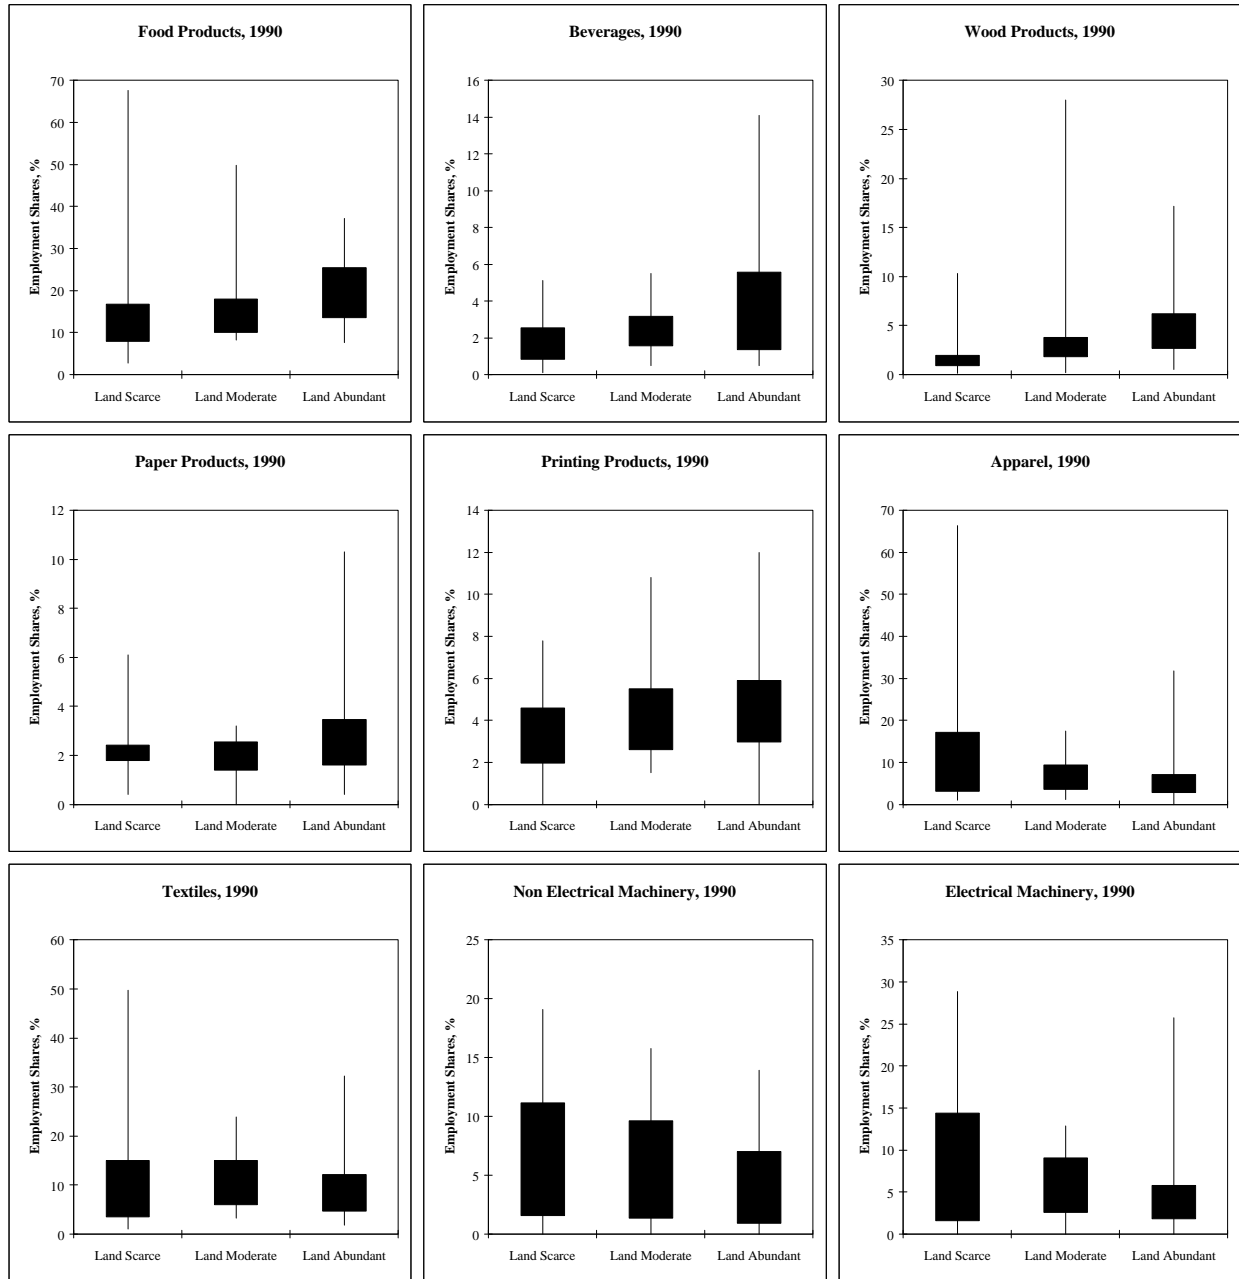 Food Products, 1990
Employment Shares, %
70
60
50
40
30
20
10
0
Land Scarce Land Moderate Land Abundant
Beverages, 1990
Employment Shares, %
16
14
12
10
8
6
4
2
0
Land Scarce Land Moderate Land Abundant
Wood Products, 1990
Employment Shares, %
30
25
20
15
10
5
0
Land Scarce Land Moderate Land Abundant
Paper Products, 1990
Employment Shares, %
12
10
8
6
4
2
0
Land Scarce Land Moderate Land Abundant
Printing Products, 1990
Employment Shares, %
14
12
10
8
6
4
2
0
Land Scarce Land Moderate Land Abundant
Apparel, 1990
Employment Shares, %
70
60
50
40
30
20
10
0
Land Scarce Land Moderate Land Abundant
Textiles, 1990
Employment Shares, %
60
50
40
30
20
10
0
Land Scarce Land Moderate Land Abundant
Non Electrical Machinery, 1990
Employment Shares, %
25
20
15
10
5
0
Land Scarce Land Moderate Land Abundant
Electrical Machinery, 1990
Employment Shares, %
35
30
25
20
15
10
5
0
Land Scarce Land Moderate Land Abundant